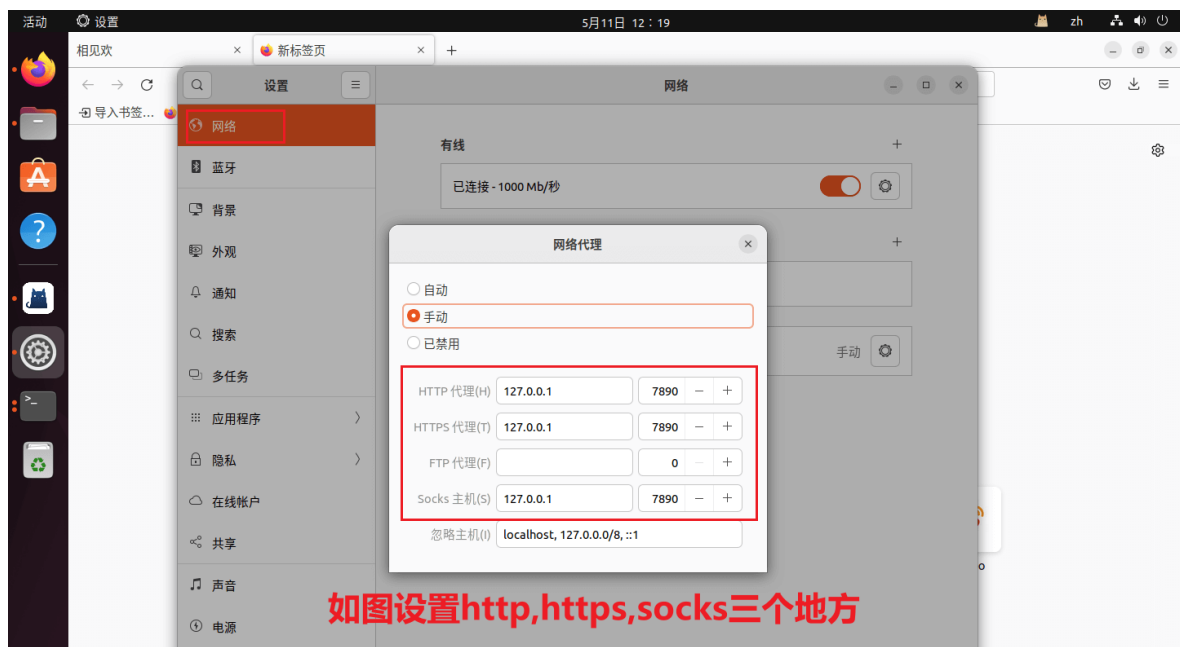 活动 设置 5月11日 12：19 zh
相见欢 × 新标签页 × +
设置 网络
导入书签...
网络
有线
蓝牙
已连接 - 1000 Mb/秒
背景
网络代理
外观
自动
通知
手动
搜索
已禁用
手动
多任务
HTTP 代理(H) 127.0.0.1 7890 − +
应用程序
HTTPS 代理(T) 127.0.0.1 7890 − +
隐私
FTP 代理(F) 0 − +
在线帐户
Socks 主机(S) 127.0.0.1 7890 − +
忽略主机(I) localhost, 127.0.0.0/8, ::1
共享
o
声音
如图设置http,https,socks三个地方
电源